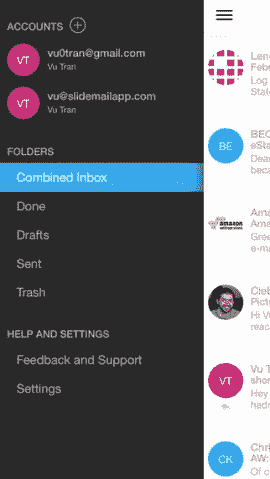 ACCOUNTS
VT
vu0tran@gmail.com
Vu Tran
VT
vu@slidemailapp.com
Vu Tran
FOLDERS
Combined Inbox
Done
Drafts
Sent
Trash
HELP AND SETTINGS
Feedback and Support
Settings
Len
Febr
Log
State
BE
BEC
eSta
Dea
beca
amazon
Ama
Ama
Gree
e-ma
Pictu
Hi V
reac
VT
Vu T
shor
Hey
hadn
CK
Chri
AW:
Of c